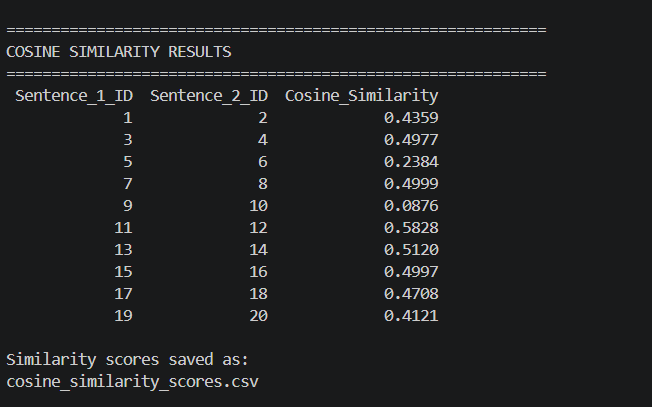 ============================================================
COSINE SIMILARITY RESULTS
============================================================
Sentence_1_ID  Sentence_2_ID  Cosine_Similarity
1  2  0.4359
3  4  0.4977
5  6  0.2384
7  8  0.4999
9  10  0.0876
11  12  0.5828
13  14  0.5120
15  16  0.4997
17  18  0.4708
19  20  0.4121
Similarity scores saved as:
cosine_similarity_scores.csv